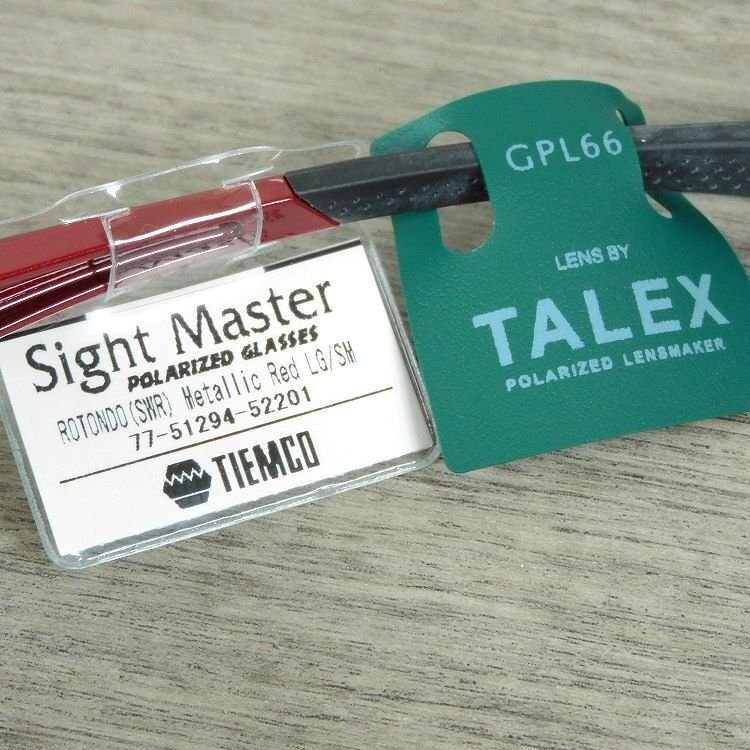 Sight Master
POLARIZED GLASSES
ROTONDO(SWR) Metallic Red LG/SM
77-51294-52201
TIEMCO
GPL66
LENS BY
TALEX
POLARIZED LENSMAKER